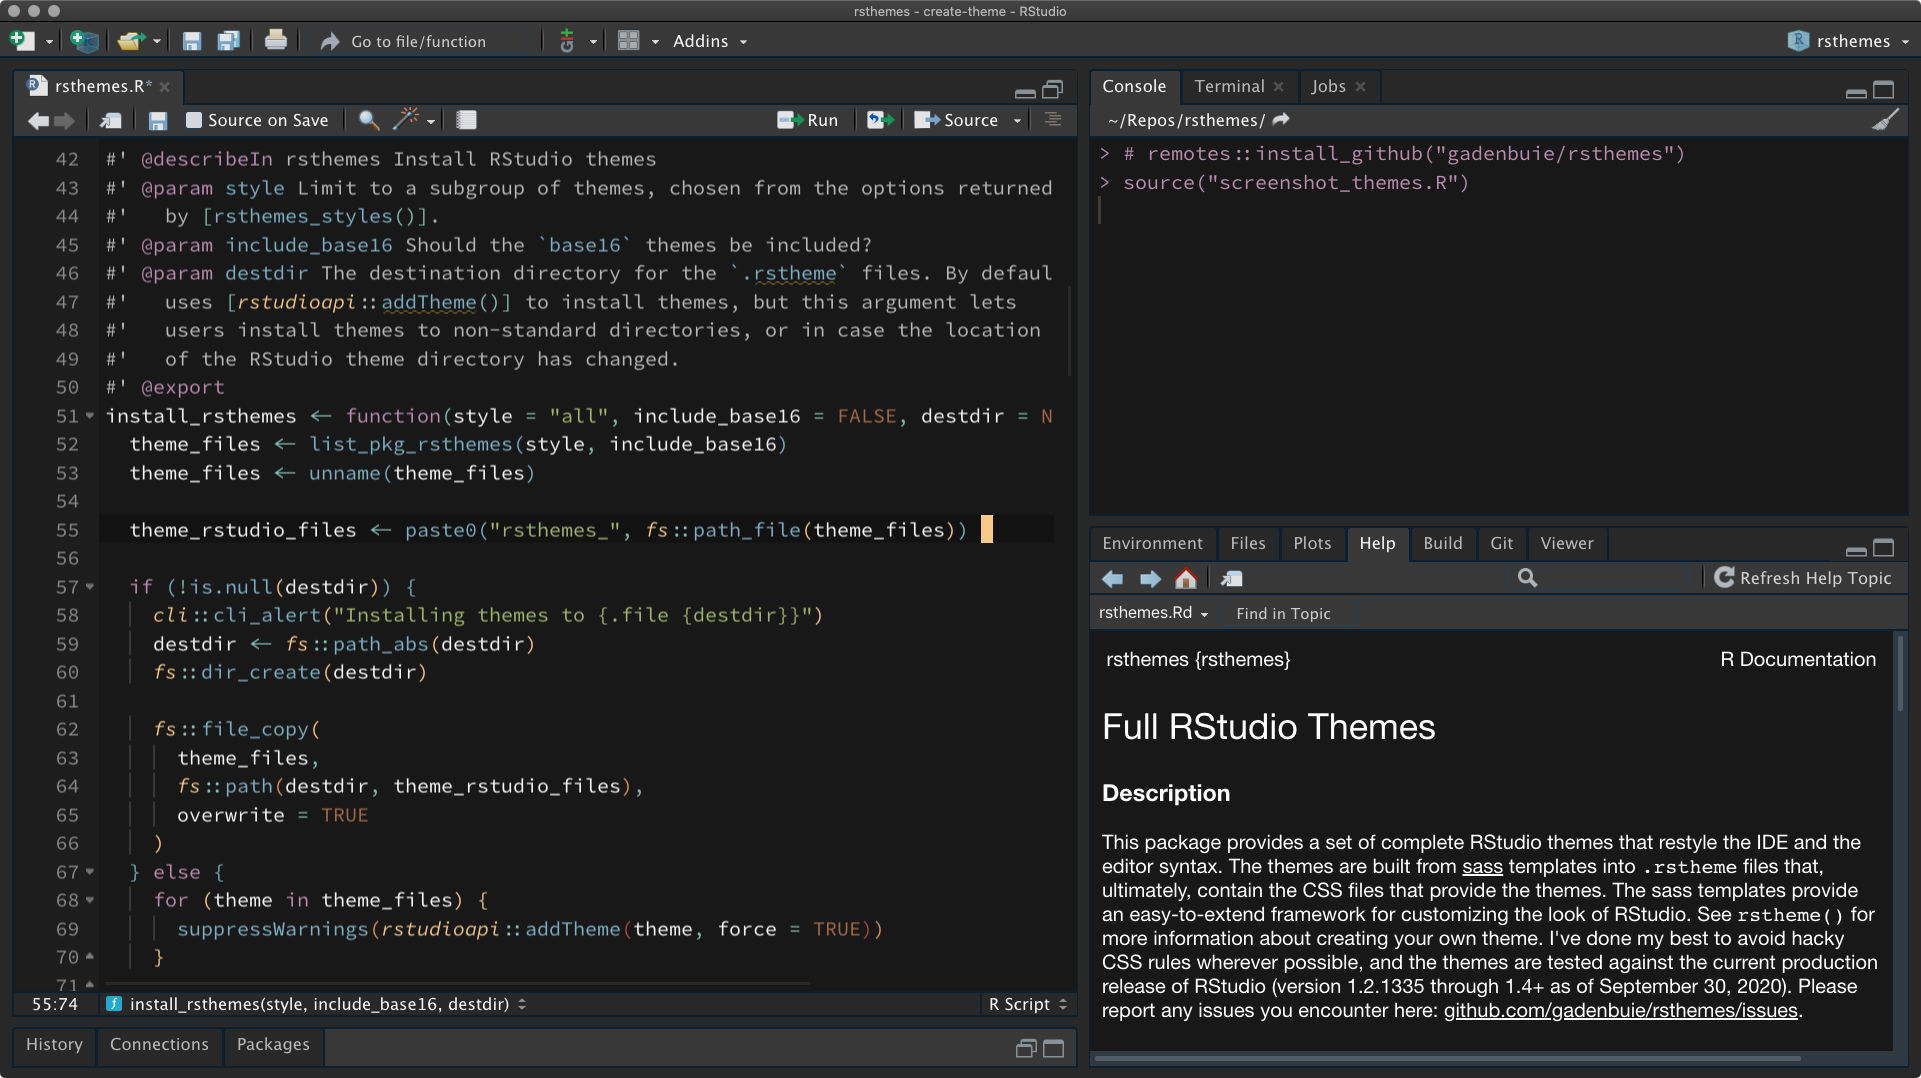 rsthemes - create-theme - RStudio
Go to file/function
Addins
rsthemes
rsthemes.R*
Source on Save
Run
Source
42 #' @describeIn rsthemes Install RStudio themes
43 #' @param style Limit to a subgroup of themes, chosen from the options returned
44 #'   by [rsthemes_styles()].
45 #' @param include_base16 Should the `base16` themes be included?
46 #' @param destdir The destination directory for the `.rstheme` files. By defaul
47 #'   uses [rstudioapi::addTheme()] to install themes, but this argument lets
48 #'   users install themes to non-standard directories, or in case the location
49 #'   of the RStudio theme directory has changed.
50 #' @export
51 install_rsthemes <- function(style = "all", include_base16 = FALSE, destdir = N
52   theme_files <- list_pkg_rsthemes(style, include_base16)
53   theme_files <- unname(theme_files)
54
55   theme_rstudio_files <- paste0("rsthemes_", fs::path_file(theme_files))
56
57   if (!is.null(destdir)) {
58     cli::cli_alert("Installing themes to {.file {destdir}}")
59     destdir <- fs::path_abs(destdir)
60     fs::dir_create(destdir)
61
62     fs::file_copy(
63       theme_files,
64       fs::path(destdir, theme_rstudio_files),
65       overwrite = TRUE
66     )
67   } else {
68     for (theme in theme_files) {
69       suppressWarnings(rstudioapi::addTheme(theme, force = TRUE))
70     }
71
55:74 install_rsthemes(style, include_base16, destdir)
R Script
History
Connections
Packages
Console
Terminal
Jobs
~/Repos/rsthemes/
> # remotes::install_github("gadenbuie/rsthemes")
> source("screenshot_themes.R")
Environment
Files
Plots
Help
Build
Git
Viewer
Refresh Help Topic
rsthemes.Rd
Find in Topic
rsthemes {rsthemes}
R Documentation
Full RStudio Themes
Description
This package provides a set of complete RStudio themes that restyle the IDE and the
editor syntax. The themes are built from sass templates into .rstheme files that,
ultimately, contain the CSS files that provide the themes. The sass templates provide
an easy-to-extend framework for customizing the look of RStudio. See rstheme() for
more information about creating your own theme. I've done my best to avoid hacky
CSS rules wherever possible, and the themes are tested against the current production
release of RStudio (version 1.2.1335 through 1.4+ as of September 30, 2020). Please
report any issues you encounter here: github.com/gadenbuie/rsthemes/issues.